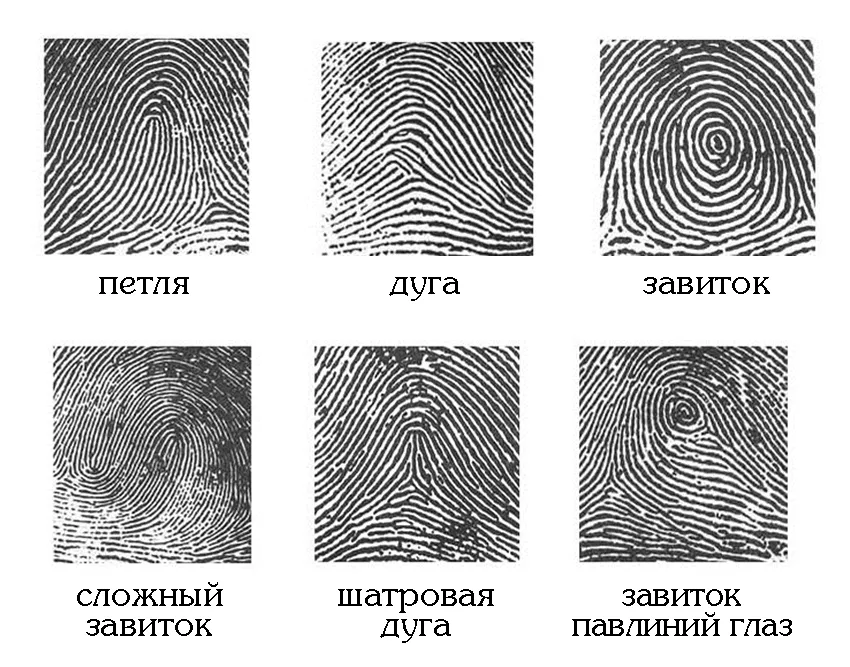 петля
дуга
завиток
сложный
завиток
шатровая
дуга
завиток
павлиний глаз